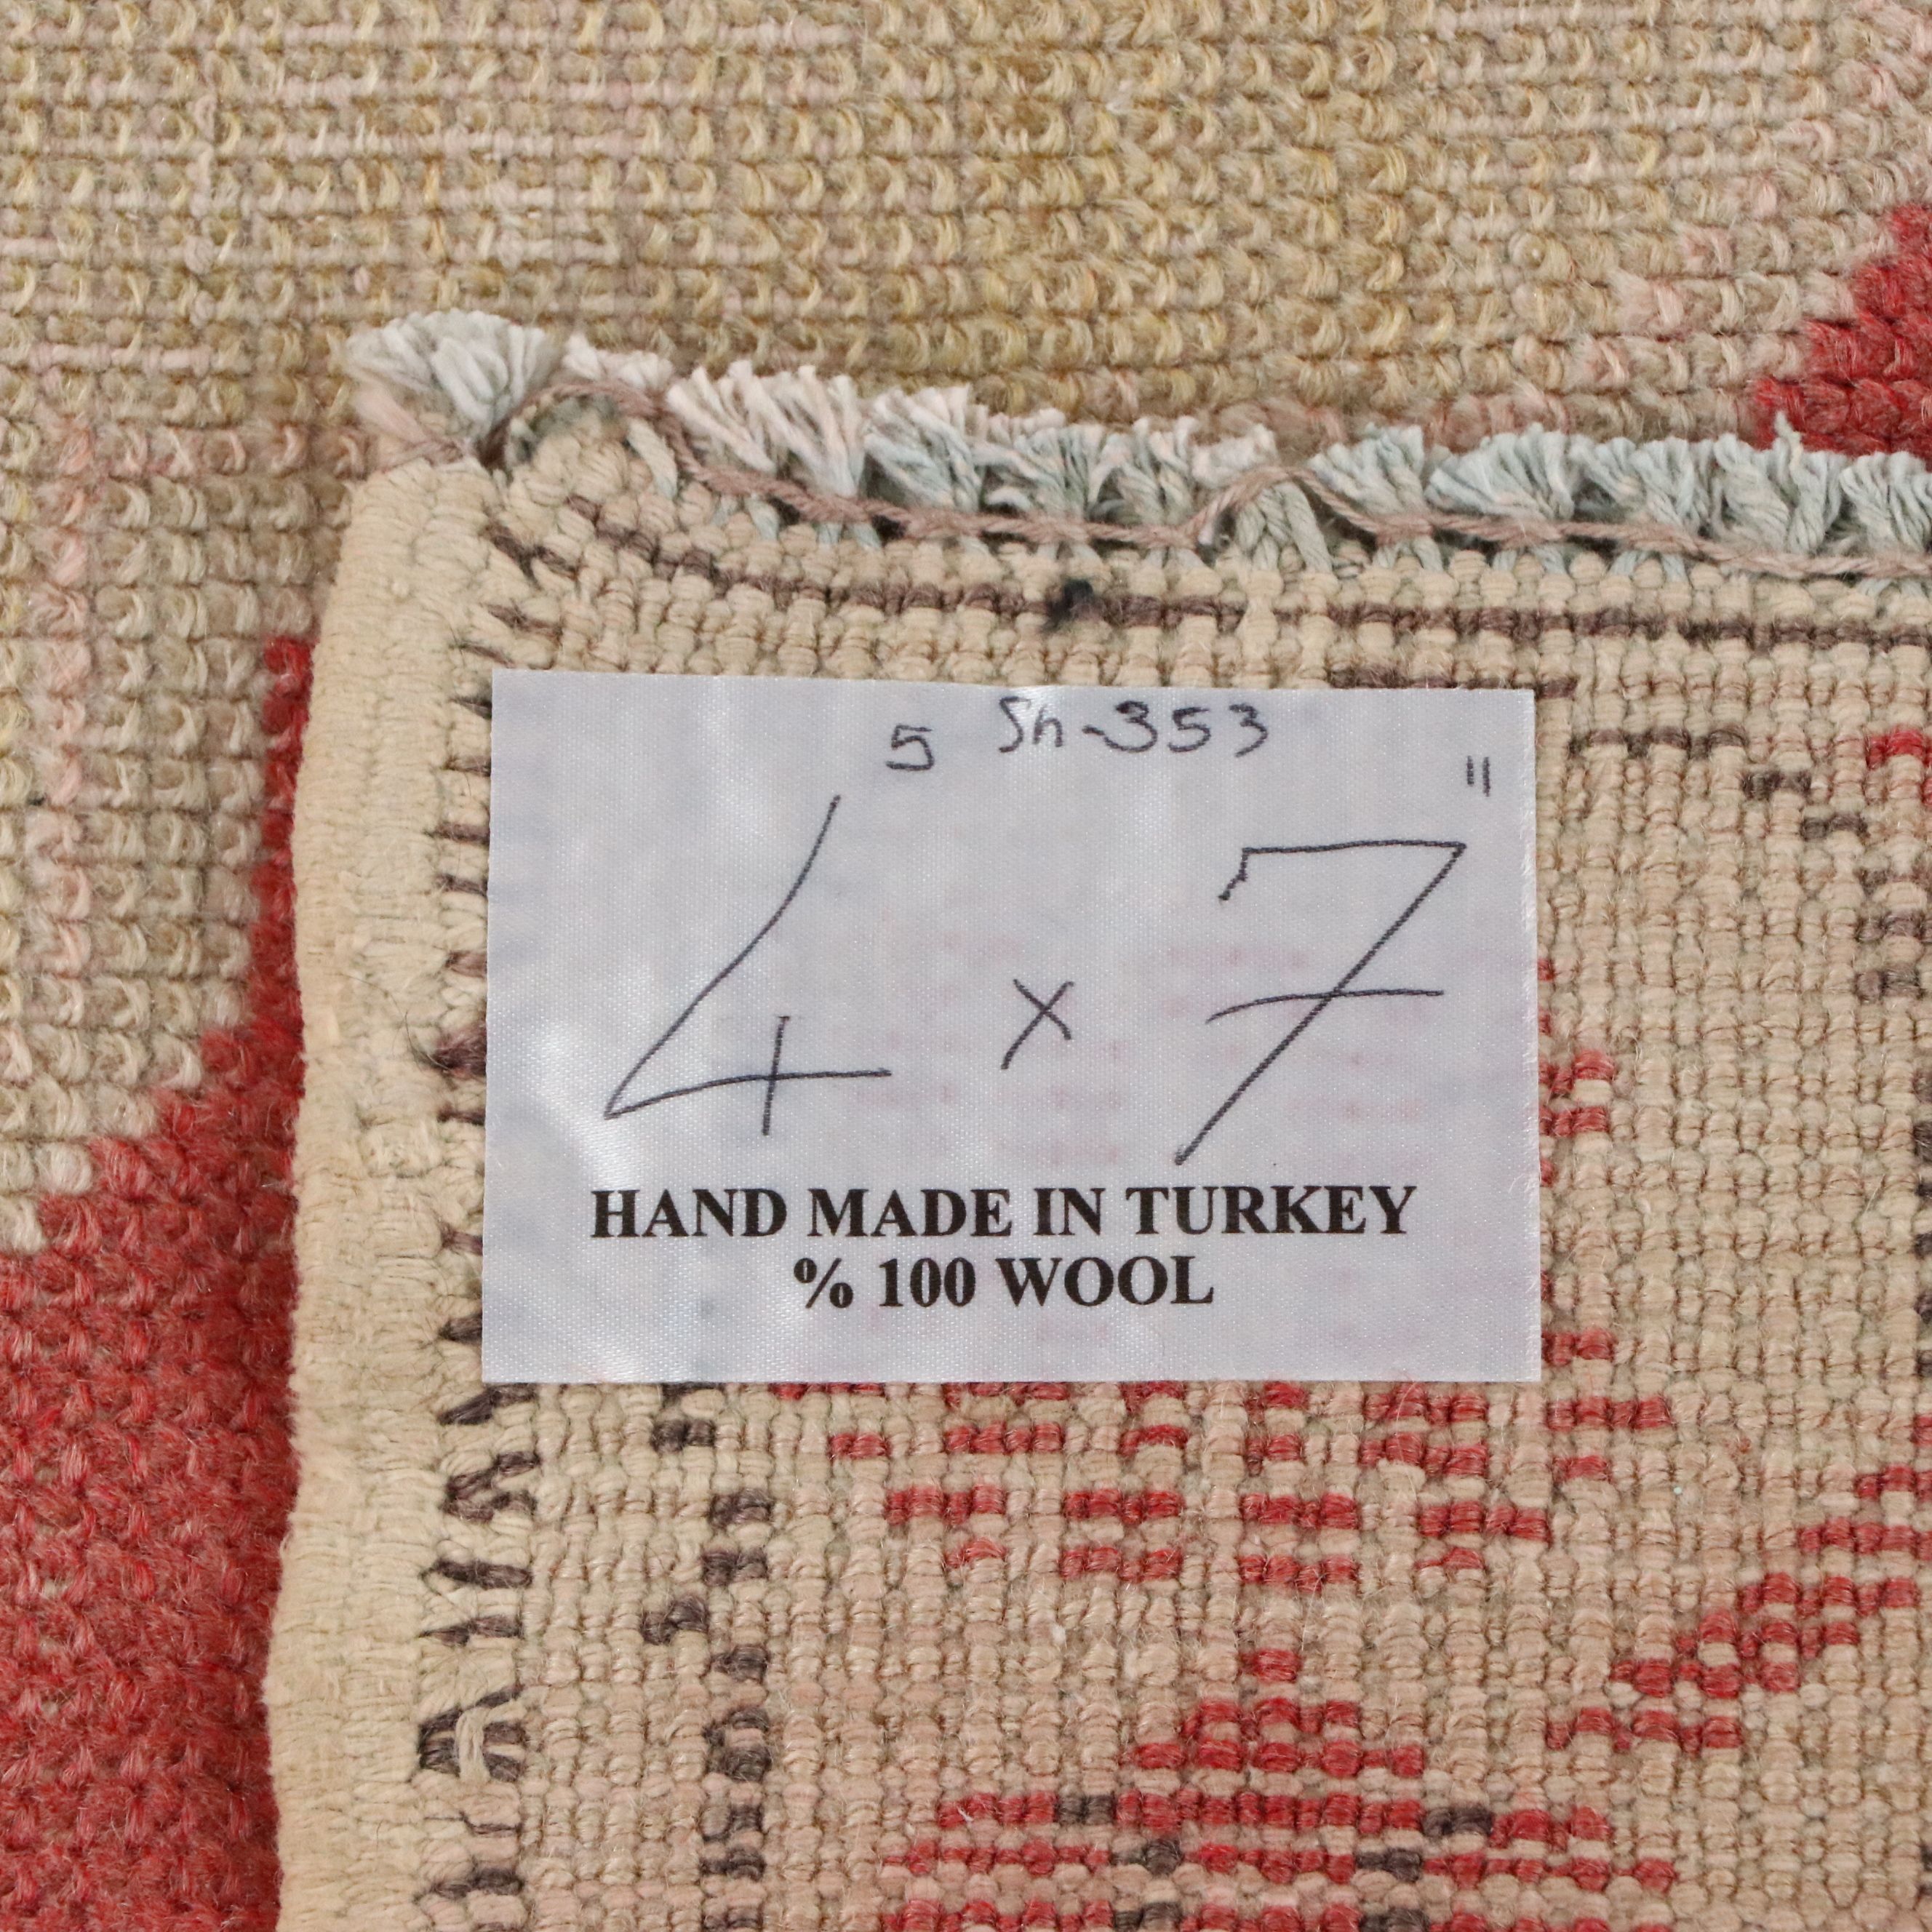 Sh-353
4 5 x 7 11
HAND MADE IN TURKEY
% 100 WOOL